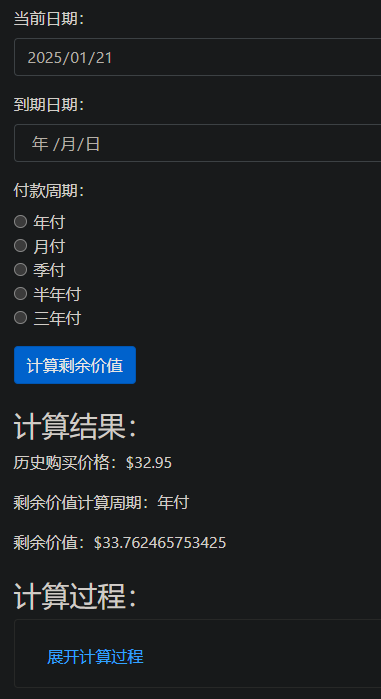 当前日期：
2025/01/21
到期日期：
年 /月/日
付款周期：
年付
月付
季付
半年付
三年付
计算剩余价值
计算结果：
历史购买价格：$32.95
剩余价值计算周期：年付
剩余价值：$33.762465753425
计算过程：
展开计算过程